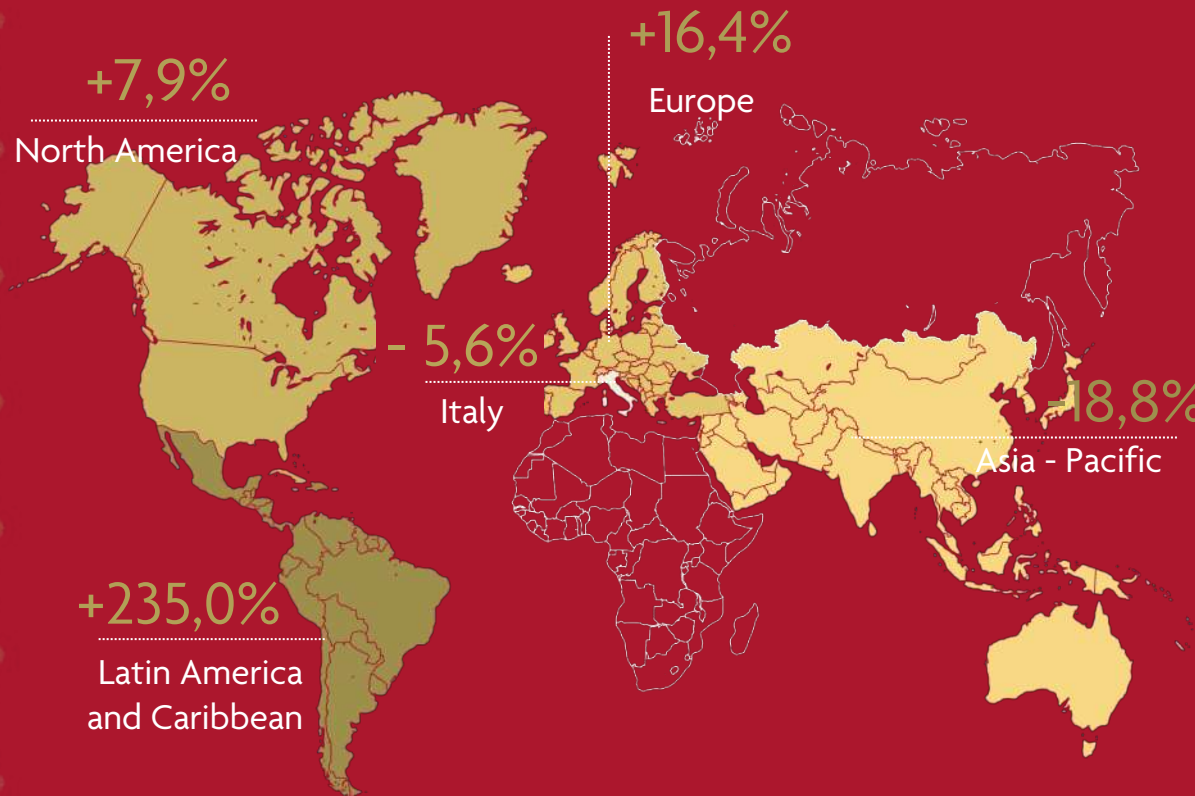 +16,4%
Europe
+7,9%
North America
- 5,6%
Italy
-18,8%
Asia - Pacific
+235,0%
Latin America
and Caribbean